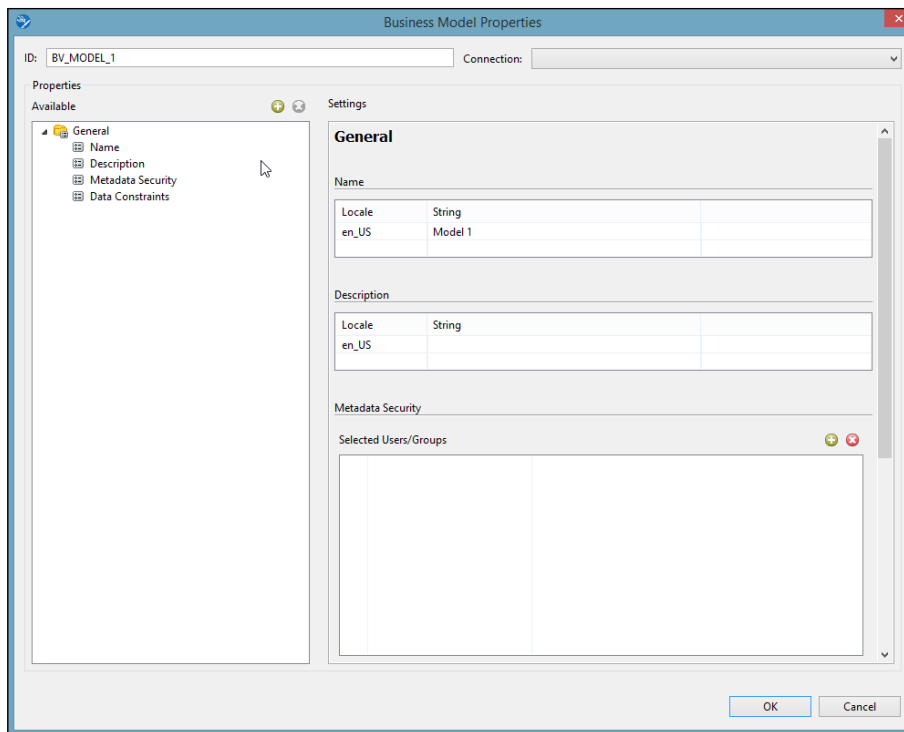 Business Model Properties
ID: BV_MODEL_1 Connection:
Properties
Available
General
Name
Description
Metadata Security
Data Constraints
Settings
General
Name
Locale String
en_US Model 1
Description
Locale String
en_US
Metadata Security
Selected Users/Groups
OK Cancel